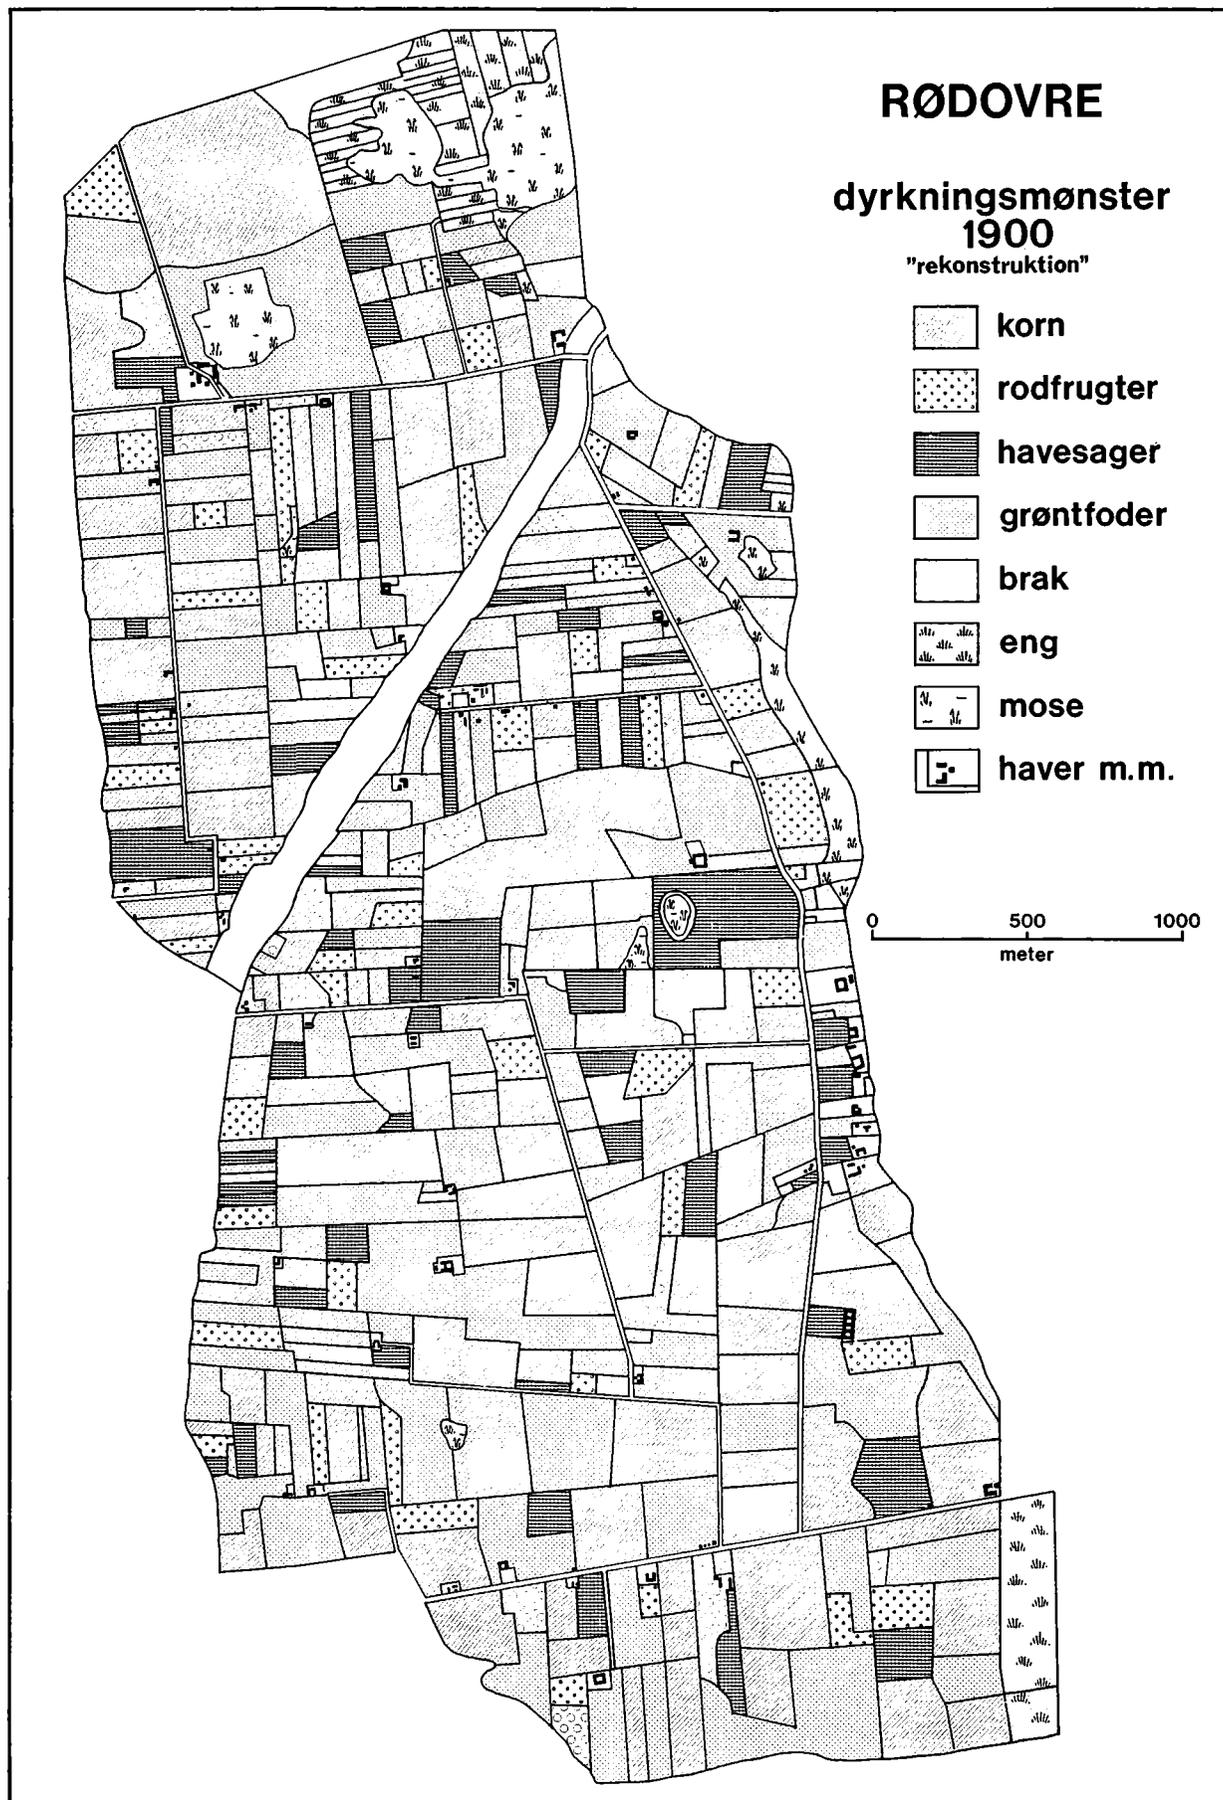 RØDOVRE
dyrkningsmønster
1900
"rekonstruktion"
korn
rodfrugter
havesager
grøntfoder
brak
eng
mose
haver m.m.
0 500 1000
meter